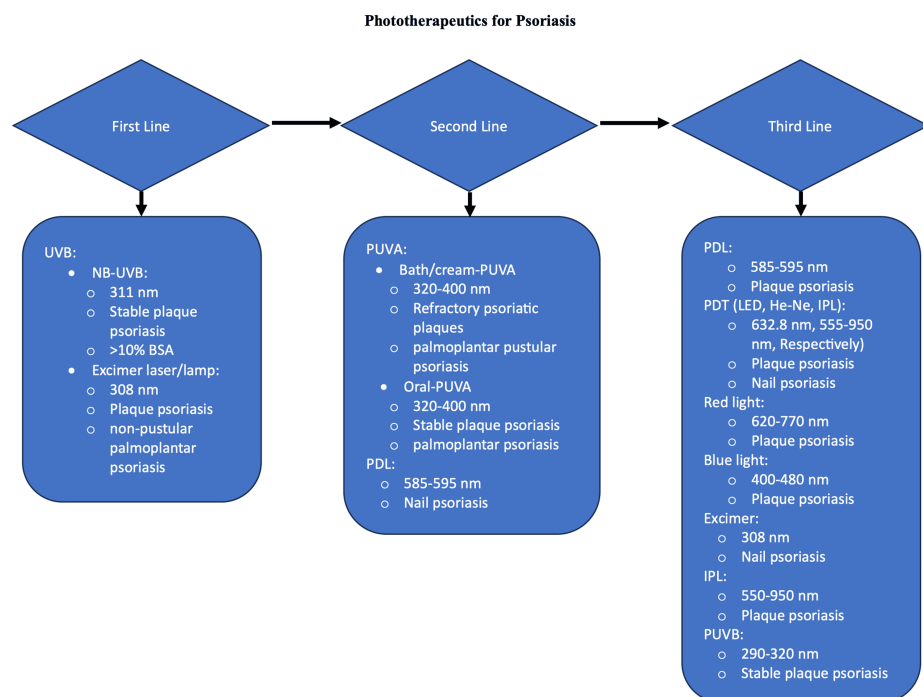 Phototherapeutics for Psoriasis
First Line
Second Line
Third Line
UVB:
NB-UVB:
311 nm
Stable plaque
psoriasis
>10% BSA
Excimer laser/lamp:
308 nm
Plaque psoriasis
non-pustular
palmoplantar
psoriasis
PUVA:
Bath/cream-PUVA
320-400 nm
Refractory psoriatic
plaques
palmoplantar pustular
psoriasis
Oral-PUVA
320-400 nm
Stable plaque psoriasis
palmoplantar psoriasis
PDL:
585-595 nm
Nail psoriasis
PDL:
585-595 nm
Plaque psoriasis
PDT (LED, He-Ne, IPL):
632.8 nm, 555-950
nm, Respectively)
Plaque psoriasis
Nail psoriasis
Red light:
620-770 nm
Plaque psoriasis
Blue light:
400-480 nm
Plaque psoriasis
Excimer:
308 nm
Nail psoriasis
IPL:
550-950 nm
Plaque psoriasis
PUVB:
290-320 nm
Stable plaque psoriasis